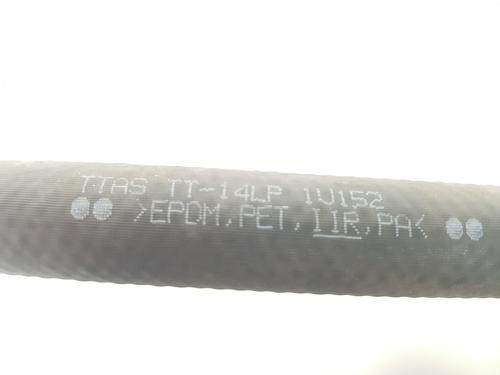 TTAS TT-14LP 1U152
>EPDM,PET,IIR,PA<